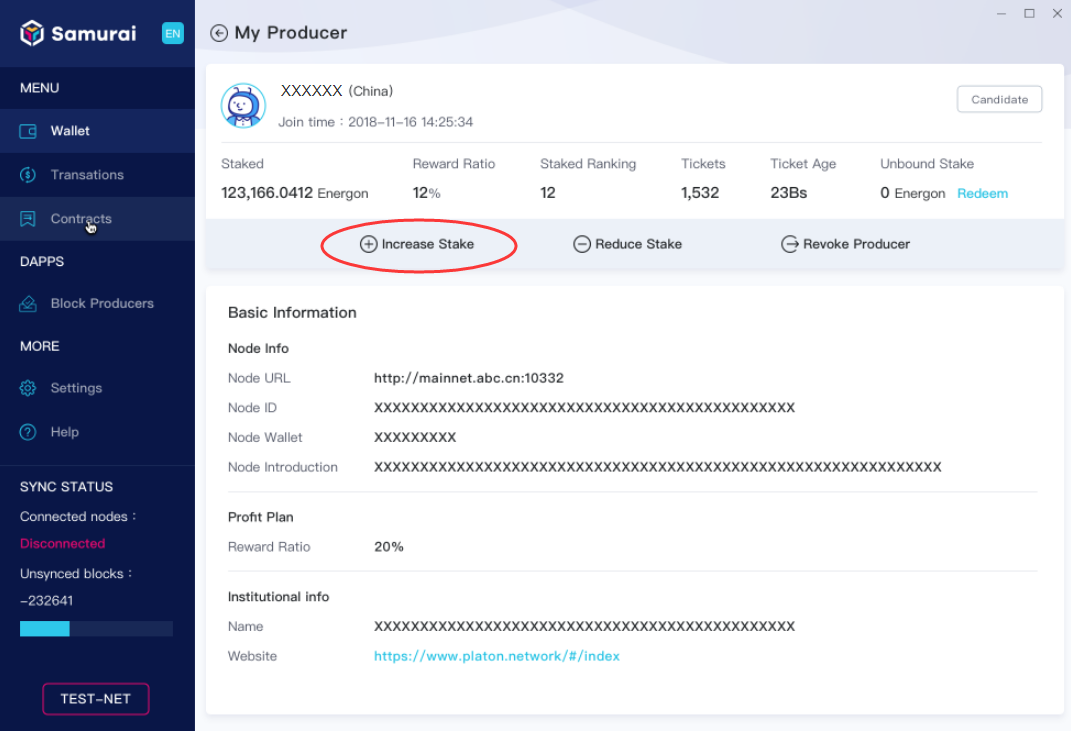 Samurai
EN
MENU
Wallet
Transations
Contracts
DAPPS
Block Producers
MORE
Settings
Help
SYNC STATUS
Connected nodes :
Disconnected
Unsynced blocks :
-232641
TEST-NET
My Producer
XXXXXX (China)
Join time : 2018-11-16 14:25:34
Candidate
Staked Reward Ratio Staked Ranking Tickets Ticket Age Unbound Stake
123,166.0412 Energon 12% 12 1,532 23Bs 0 Energon Redeem
Increase Stake Reduce Stake Revoke Producer
Basic Information
Node Info
Node URL http://mainnet.abc.cn:10332
Node ID XXXXXXXXXXXXXXXXXXXXXXXXXXXXXXXXXXXXXXXXXXXXXX
Node Wallet XXXXXXXXX
Node Introduction XXXXXXXXXXXXXXXXXXXXXXXXXXXXXXXXXXXXXXXXXXXXXXXXXXXXXXXXXXXXXX
Profit Plan
Reward Ratio 20%
Institutional info
Name XXXXXXXXXXXXXXXXXXXXXXXXXXXXXXXXXXXXXXXXXXXXXX
Website https://www.platon.network/#/index